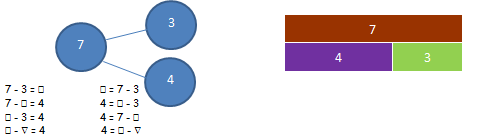 3
7
4
7
4 3
7 - 3 = □ □ = 7 - 3
7 - □ = 4 4 = □ - 3
□ - 3 = 4 4 = 7 - □
□ - ▽ = 4 4 = □ - ▽